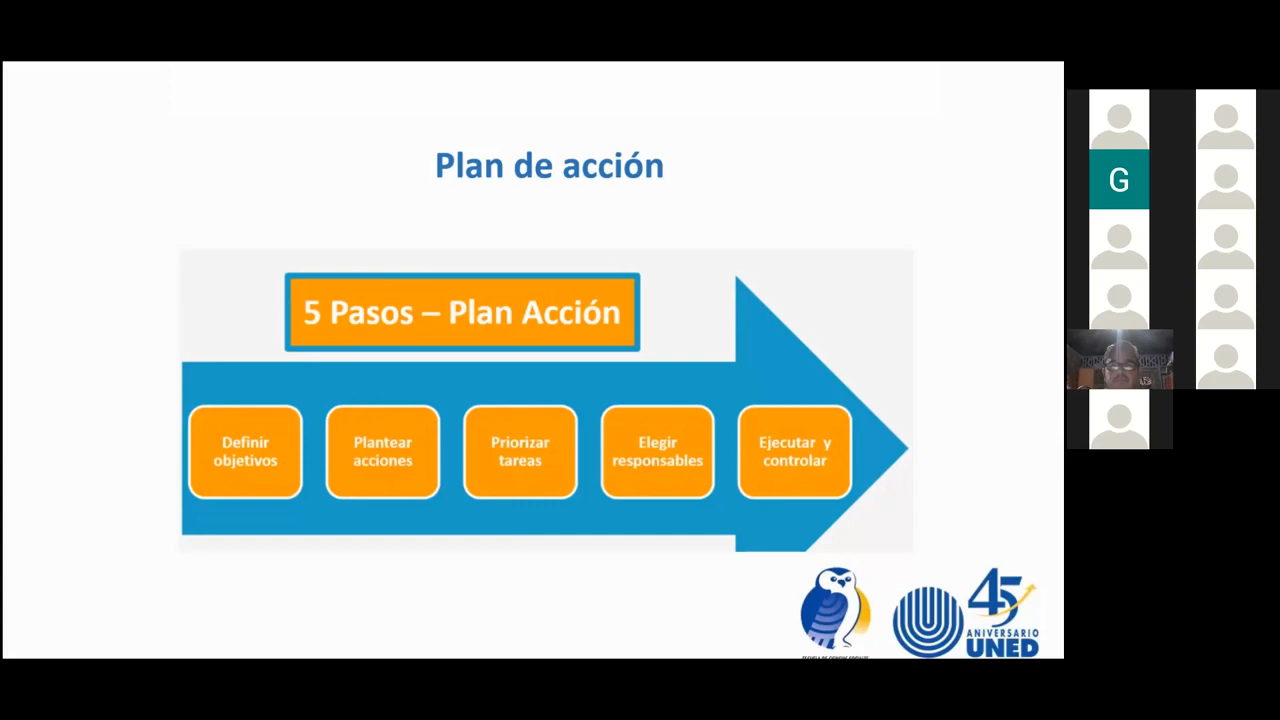 Plan de acción
5 Pasos – Plan Acción
Definir
objetivos
Plantear
acciones
Priorizar
tareas
Elegir
responsables
Ejecutar y
controlar
G
45
ANIVERSARIO
UNED